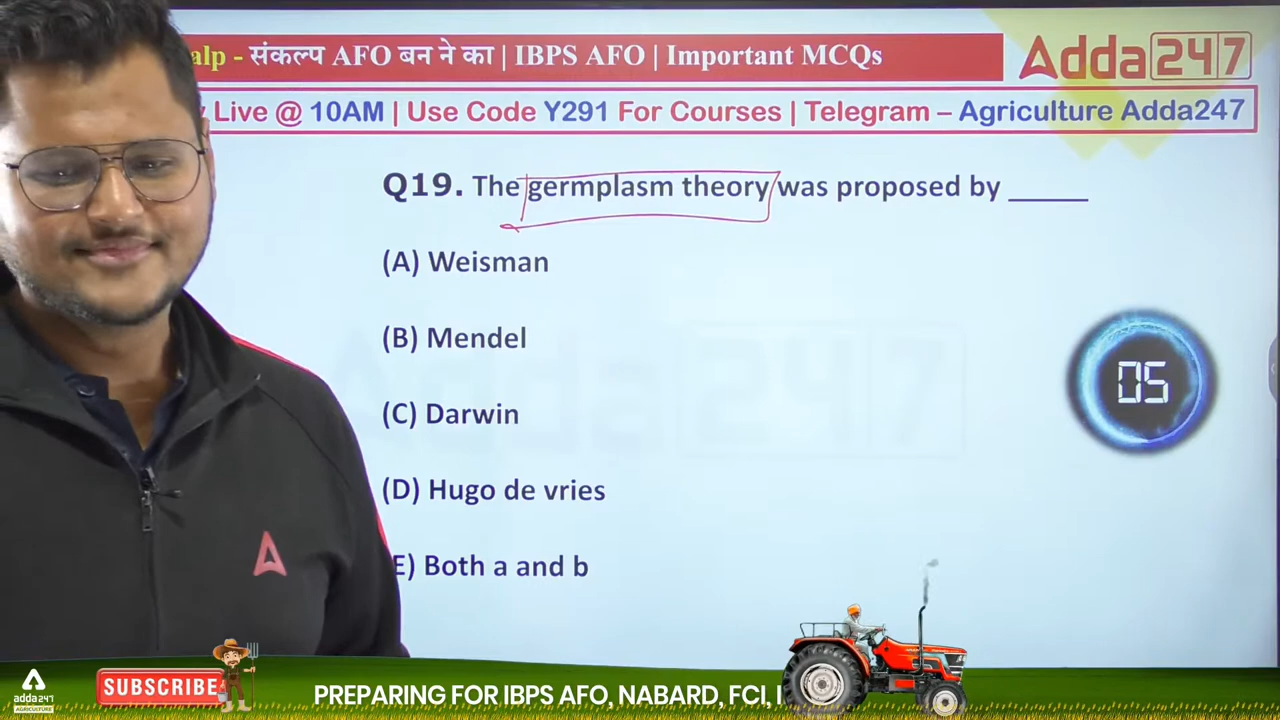 alp - संकल्प AFO बन ने का | IBPS AFO | Important MCQs
Adda247
Live @ 10AM | Use Code Y291 For Courses | Telegram – Agriculture Adda247
Q19. The germplasm theory was proposed by _____
(A) Weisman
(B) Mendel
(C) Darwin
(D) Hugo de vries
E) Both a and b
05
adda247
AGRICULTURE
SUBSCRIBE
PREPARING FOR IBPS AFO, NABARD, FCI, I